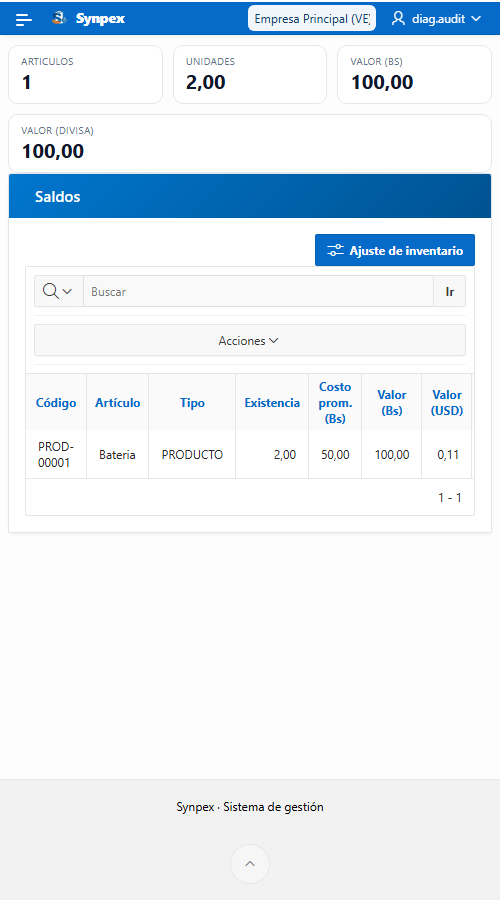 Synpex
Empresa Principal (VE)
diag.audit
ARTICULOS
1
UNIDADES
2,00
VALOR (BS)
100,00
VALOR (DIVISA)
100,00
Saldos
Ajuste de inventario
Buscar
Ir
Acciones
Código Artículo Tipo Existencia Costo prom. (Bs) Valor (Bs) Valor (USD)
PROD-00001 Bateria PRODUCTO 2,00 50,00 100,00 0,11
1 - 1
Synpex · Sistema de gestión